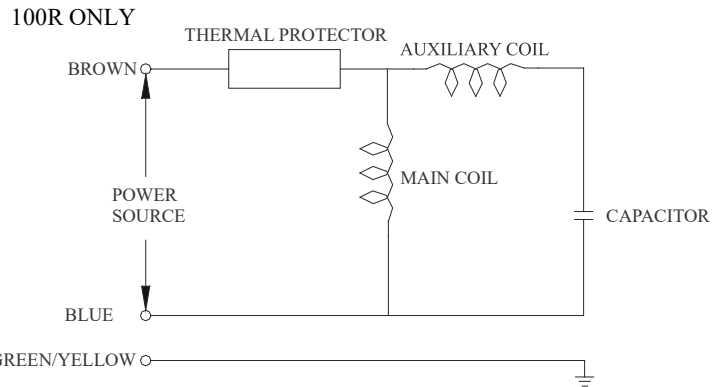 100R ONLY
THERMAL PROTECTOR
AUXILIARY COIL
BROWN
MAIN COIL
POWER
SOURCE
CAPACITOR
BLUE
GREEN/YELLOW